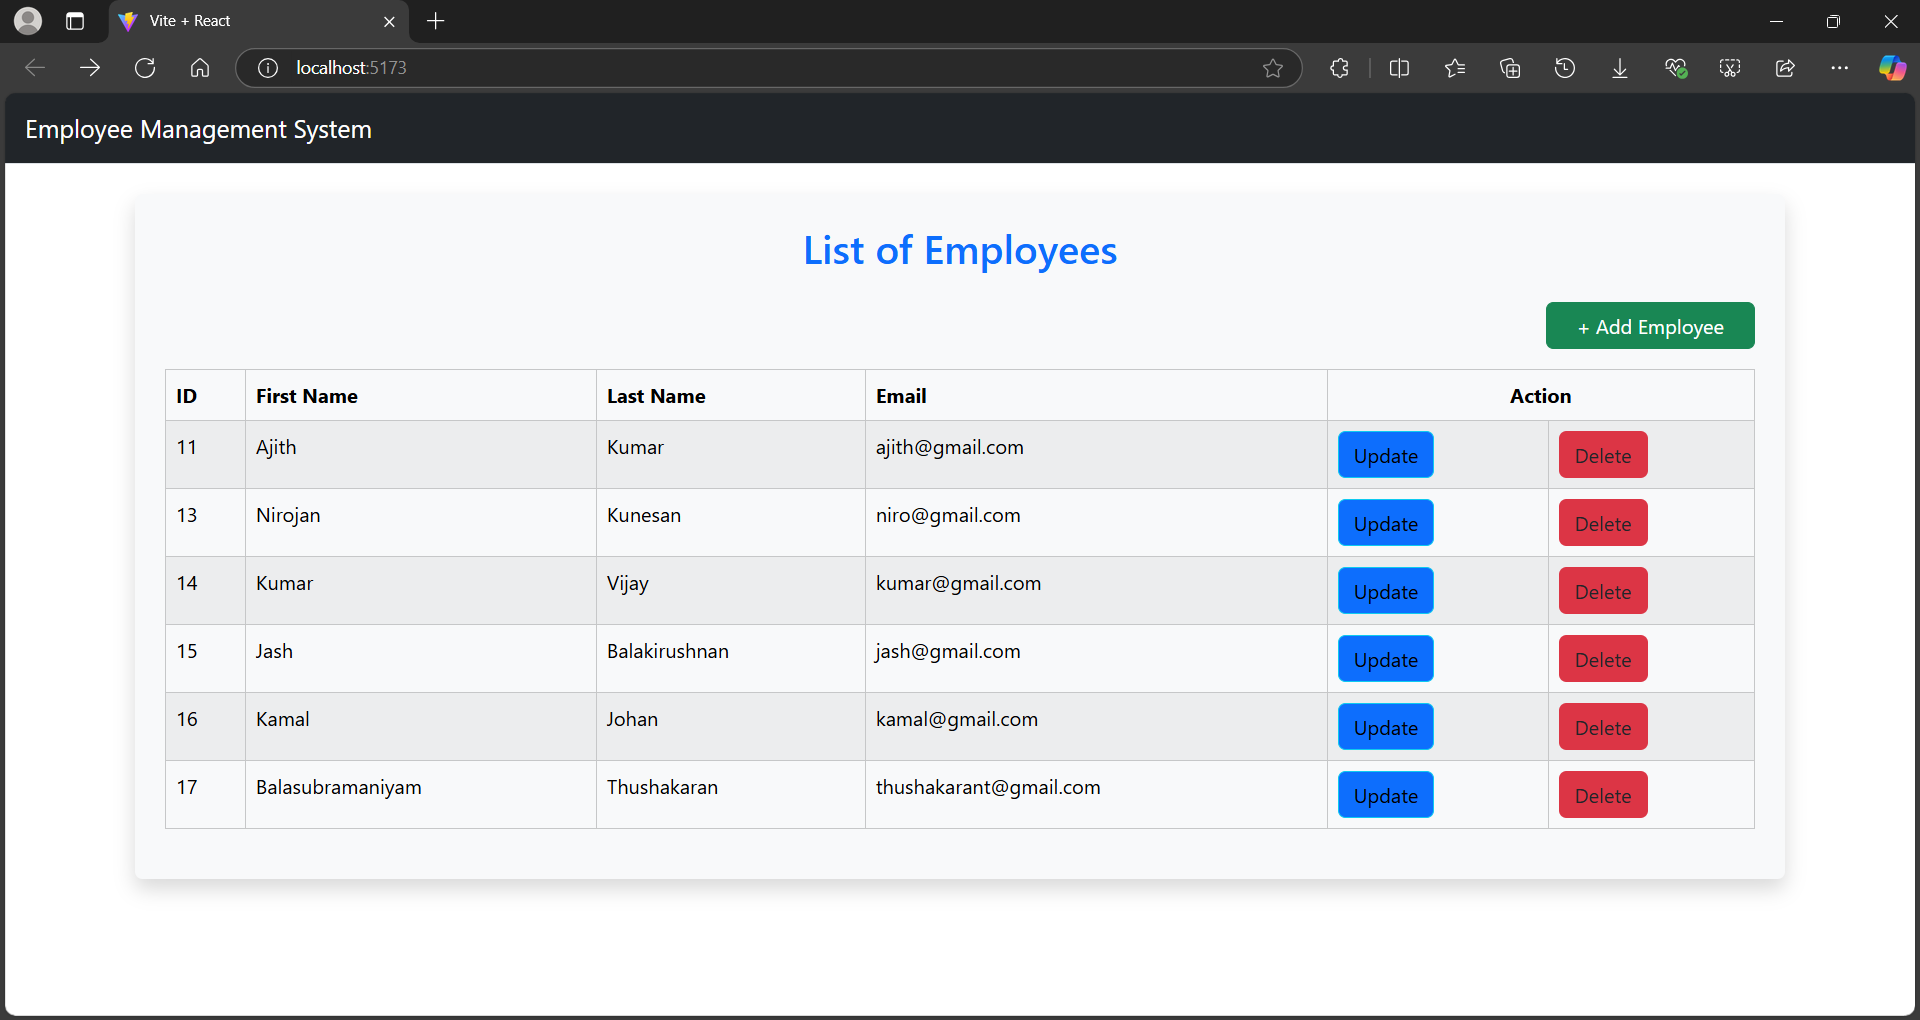 Vite + React
localhost:5173
Employee Management System
List of Employees
+ Add Employee
ID First Name Last Name Email Action
11 Ajith Kumar ajith@gmail.com Update Delete
13 Nirojan Kunesan niro@gmail.com Update Delete
14 Kumar Vijay kumar@gmail.com Update Delete
15 Jash Balakirushnan jash@gmail.com Update Delete
16 Kamal Johan kamal@gmail.com Update Delete
17 Balasubramaniyam Thushakaran thushakarant@gmail.com Update Delete